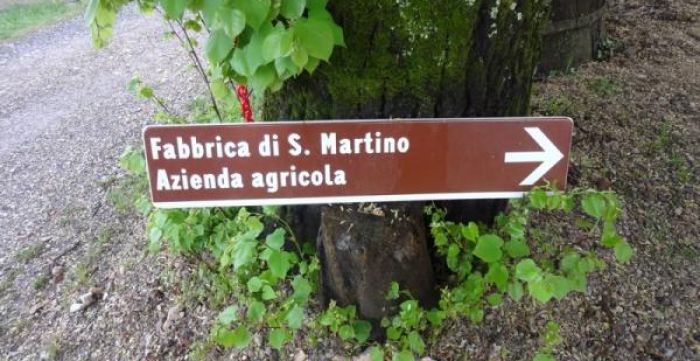 Fabbrica di S. Martino
Azienda agricola